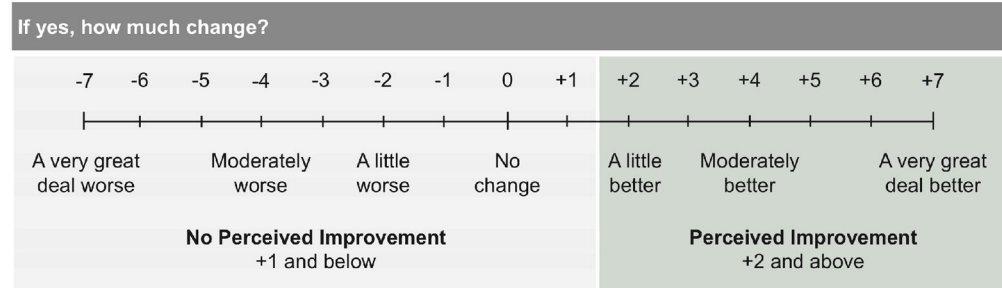 If yes, how much change?
-7 -6 -5 -4 -3 -2 -1 0 +1 +2 +3 +4 +5 +6 +7
A very great Moderately A little No A little Moderately A very great
deal worse worse worse change better better deal better
No Perceived Improvement Perceived Improvement
+1 and below +2 and above